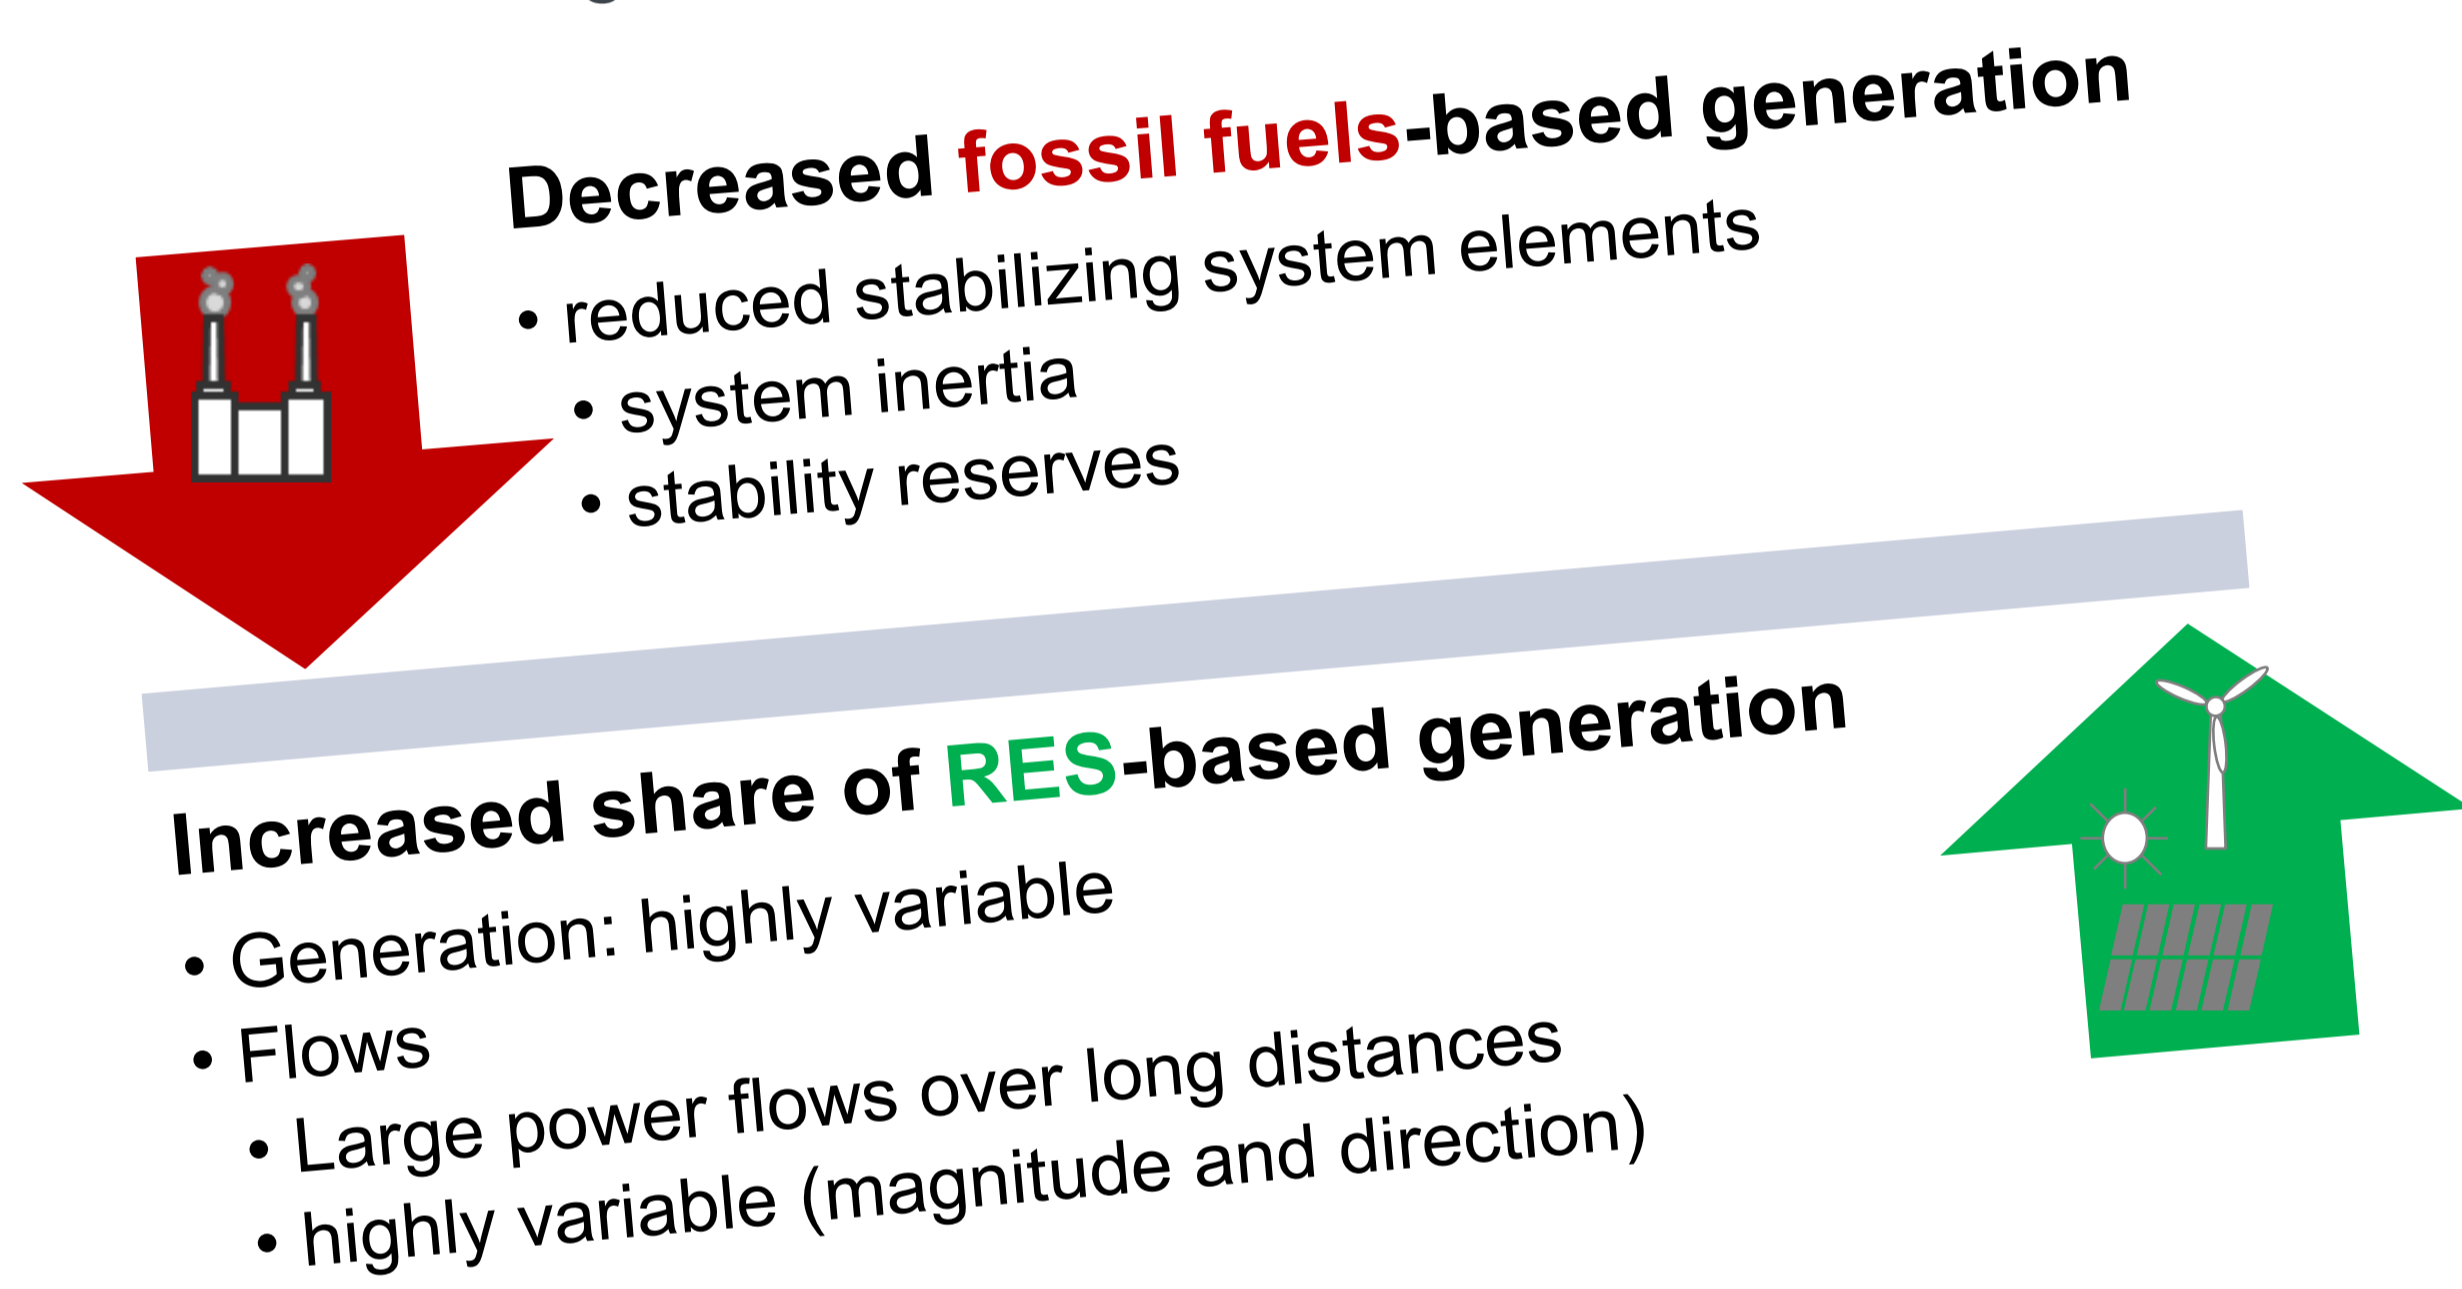 Decreased fossil fuels-based generation
• reduced stabilizing system elements
• system inertia
• stability reserves
Increased share of RES-based generation
• Generation: highly variable
• Flows
• Large power flows over long distances
• highly variable (magnitude and direction)